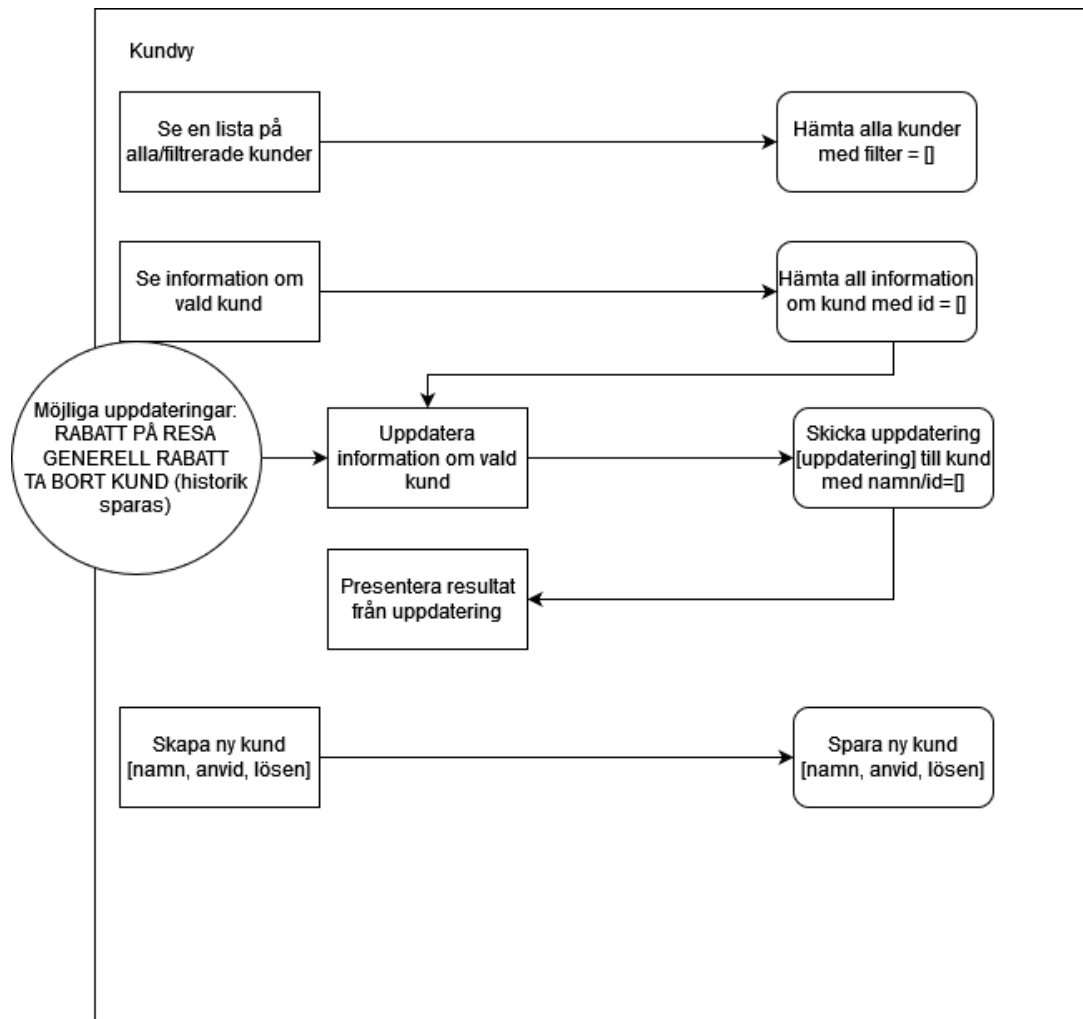 Kundvy
Se en lista på
alla/filtrerade kunder
Hämta alla kunder
med filter = []
Se information om
vald kund
Hämta all information
om kund med id = []
Möjliga uppdateringar:
RABATT PÅ RESA
GENERELL RABATT
TA BORT KUND (historik
sparas)
Uppdatera
information om vald
kund
Skicka uppdatering
[uppdatering] till kund
med namn/id=[]
Presentera resultat
från uppdatering
Skapa ny kund
[namn, anvid, lösen]
Spara ny kund
[namn, anvid, lösen]